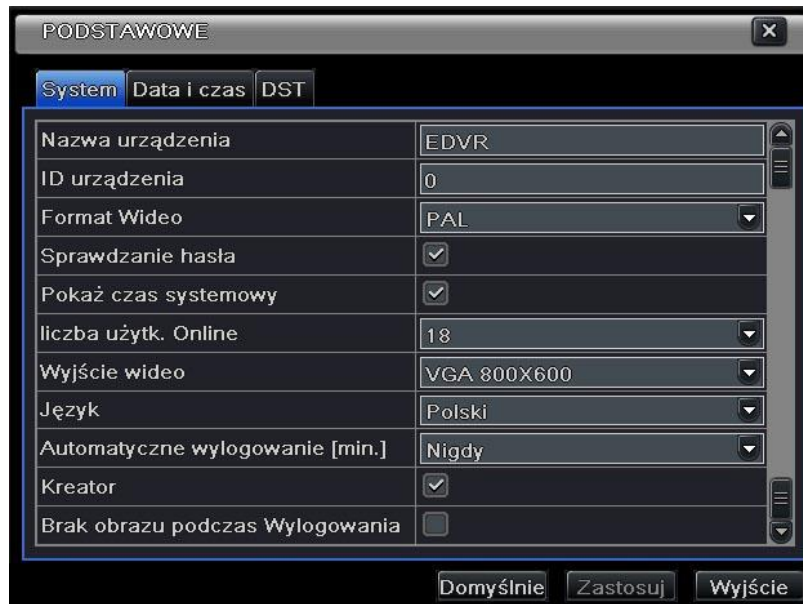 PODSTAWOWE
System Data i czas DST
Nazwa urządzenia EDVR
ID urządzenia 0
Format Wideo PAL
Sprawdzanie hasła
Pokaż czas systemowy
liczba użytk. Online 18
Wyjście wideo VGA 800X600
Język Polski
Automatyczne wylogowanie [min.] Nigdy
Kreator
Brak obrazu podczas Wylogowania
Domyślnie Zastosuj Wyjście